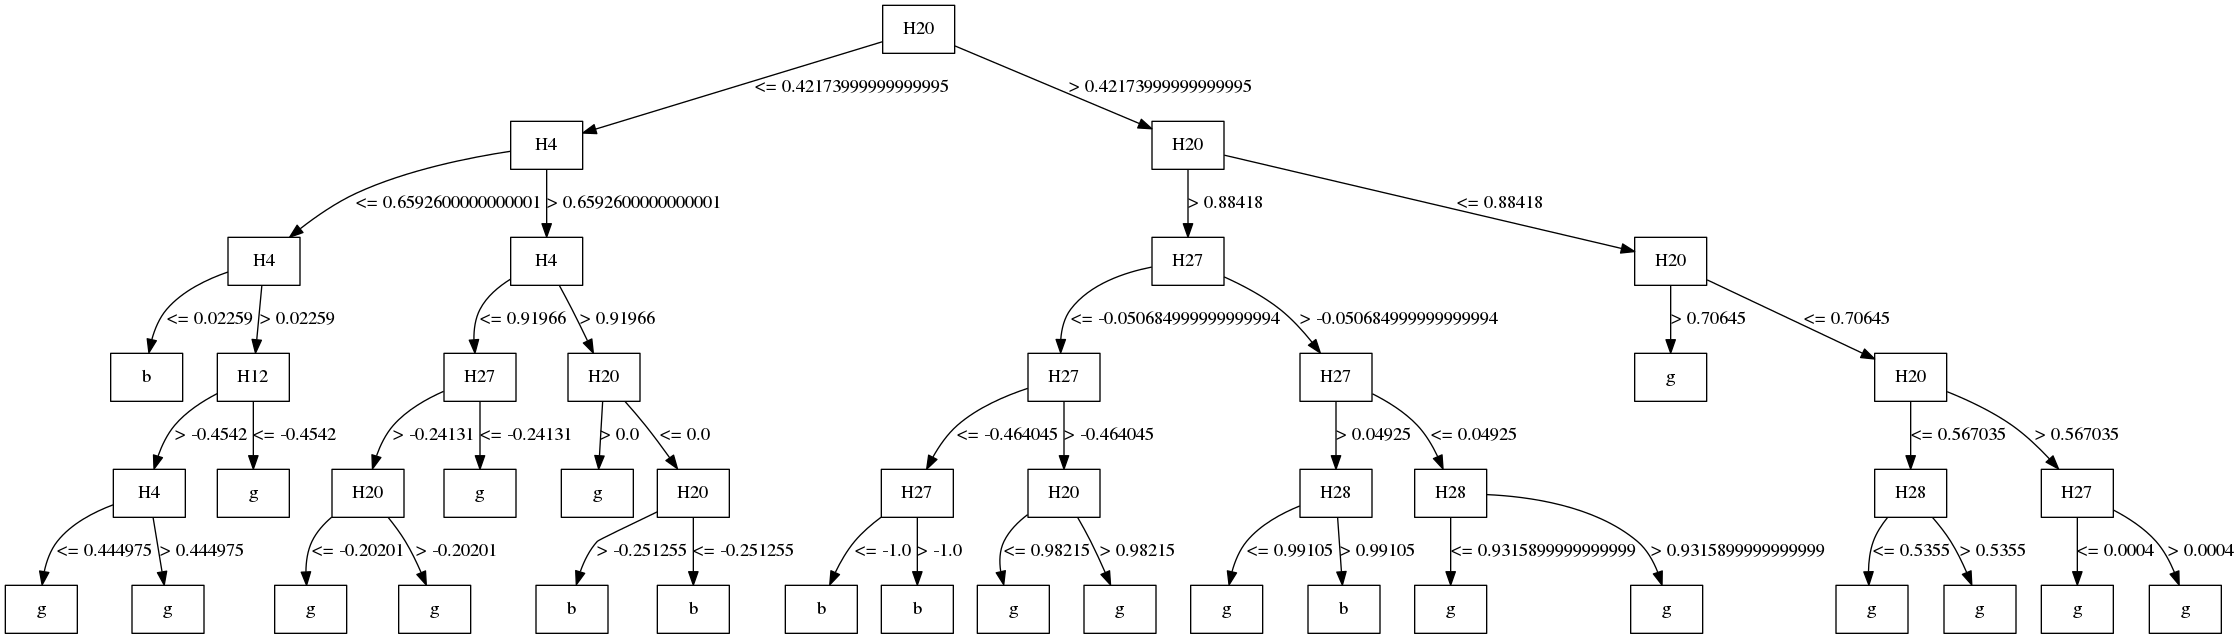 H20
<= 0.42173999999999995
> 0.42173999999999995
H4
H20
<= 0.6592600000000001
> 0.6592600000000001
> 0.88418
<= 0.88418
H4
H4
H27
H20
<= 0.02259
> 0.02259
<= 0.91966
> 0.91966
<= -0.050684999999999994
> -0.050684999999999994
> 0.70645
<= 0.70645
b
H12
H27
H20
H27
H27
g
H20
> -0.4542
<= -0.4542
> -0.24131
<= -0.24131
> 0.0
<= 0.0
<= -0.464045
> -0.464045
> 0.04925
<= 0.04925
<= 0.567035
> 0.567035
H4
g
H20
g
g
H20
H27
H20
H28
H28
H28
H27
<= 0.444975
> 0.444975
<= -0.20201
> -0.20201
> -0.251255
<= -0.251255
<= -1.0
> -1.0
<= 0.98215
> 0.98215
<= 0.99105
> 0.99105
<= 0.9315899999999999
> 0.9315899999999999
<= 0.5355
> 0.5355
<= 0.0004
> 0.0004
g
g
g
g
b
b
b
b
g
g
g
b
g
g
g
g
g
g